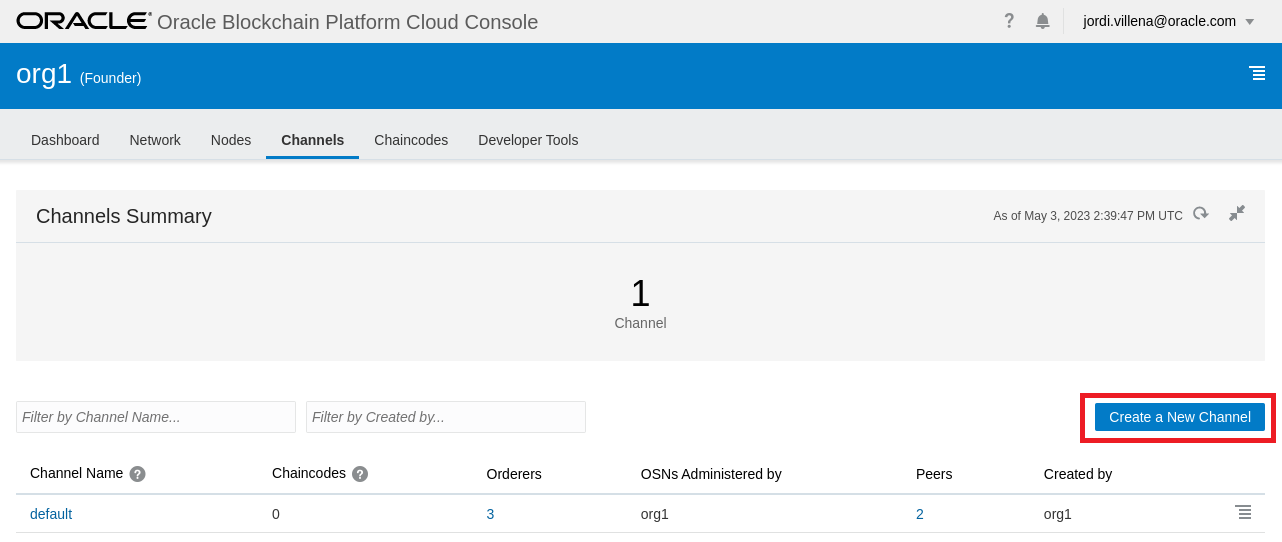 ORACLE® Oracle Blockchain Platform Cloud Console ? jordi.villena@oracle.com
org1 (Founder)
Dashboard Network Nodes Channels Chaincodes Developer Tools
Channels Summary As of May 3, 2023 2:39:47 PM UTC
1
Channel
Filter by Channel Name... Filter by Created by... Create a New Channel
Channel Name ? Chaincodes ? Orderers OSNs Administered by Peers Created by
default 0 3 org1 2 org1